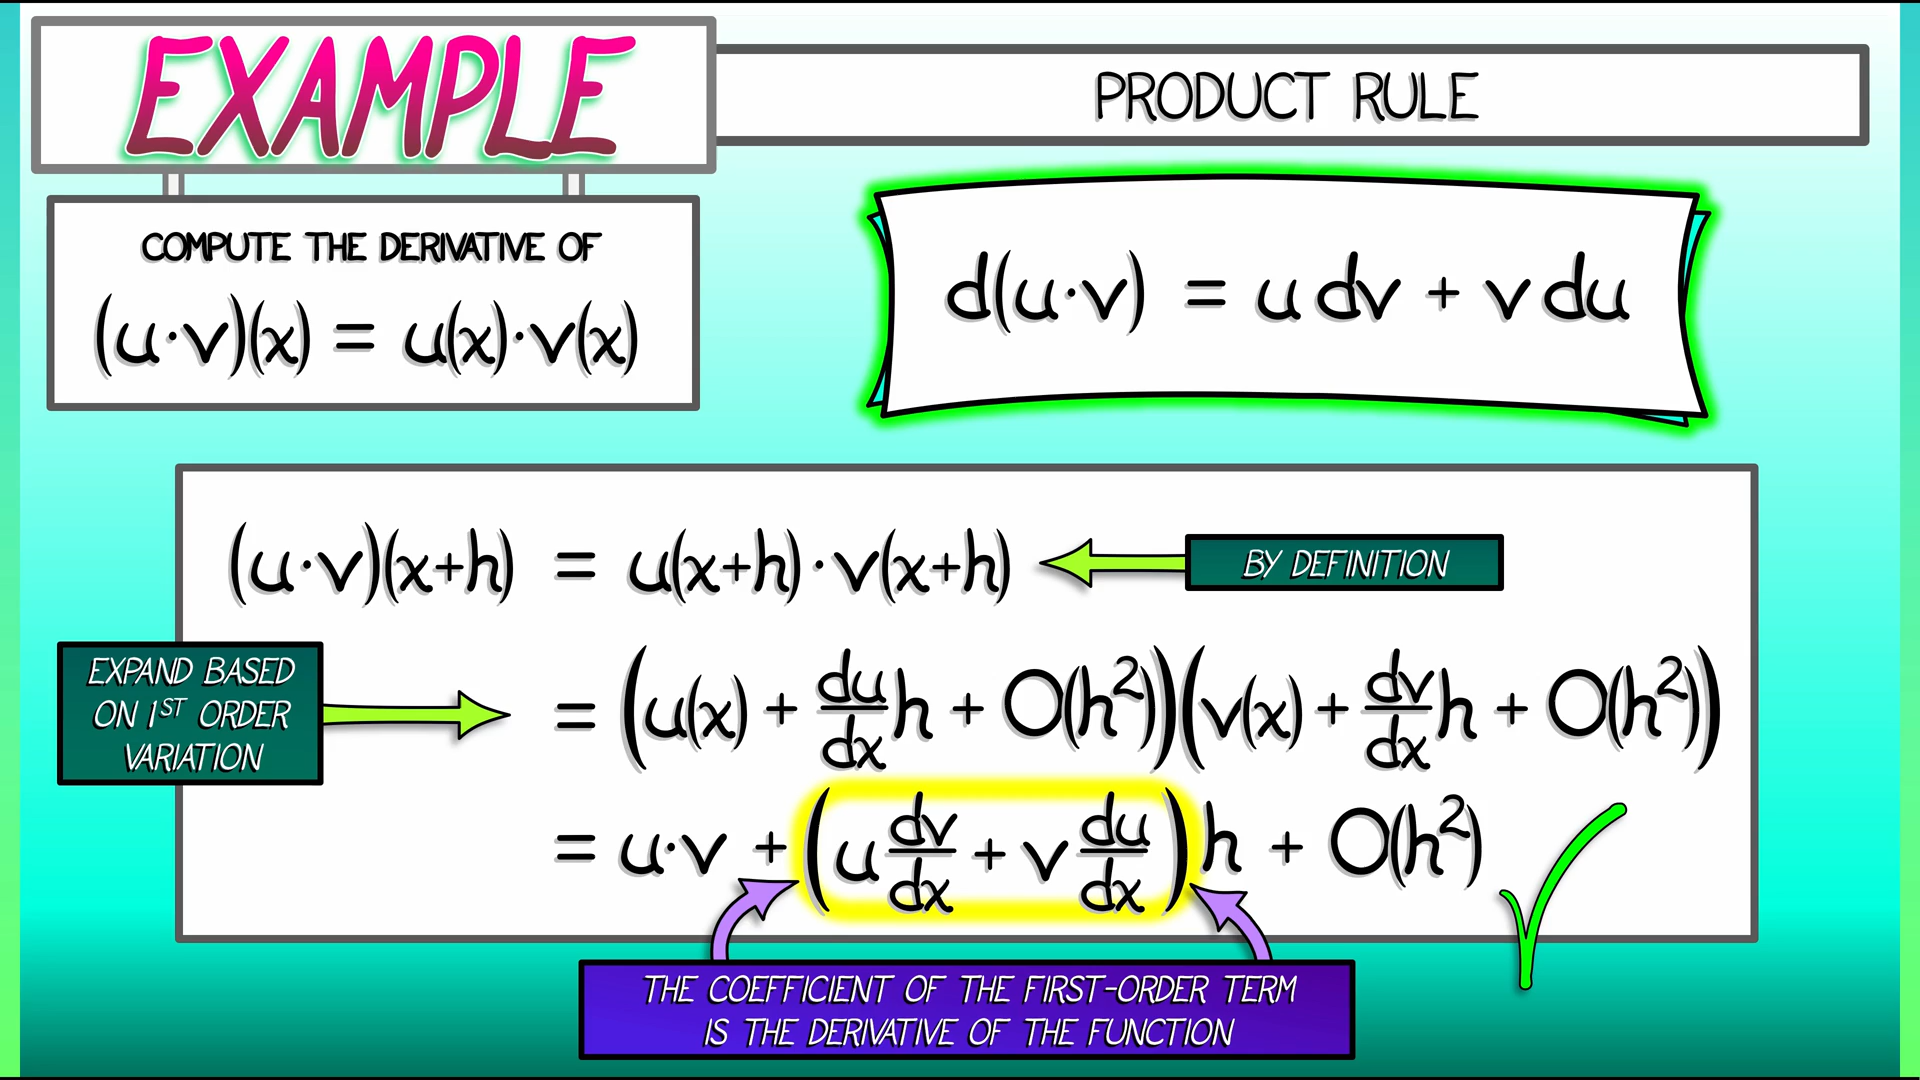 EXAMPLE
PRODUCT RULE
COMPUTE THE DERIVATIVE OF
(u·v)(x) = u(x)·v(x)
d(u·v) = u dv + v du
(u·v)(x+h) = u(x+h)·v(x+h)
BY DEFINITION
EXPAND BASED
ON 1ST ORDER
VARIATION
= (u(x) + du/dx h + O(h²))(v(x) + dv/dx h + O(h²))
= u·v + (u dv/dx + v du/dx) h + O(h²)
THE COEFFICIENT OF THE FIRST-ORDER TERM
IS THE DERIVATIVE OF THE FUNCTION